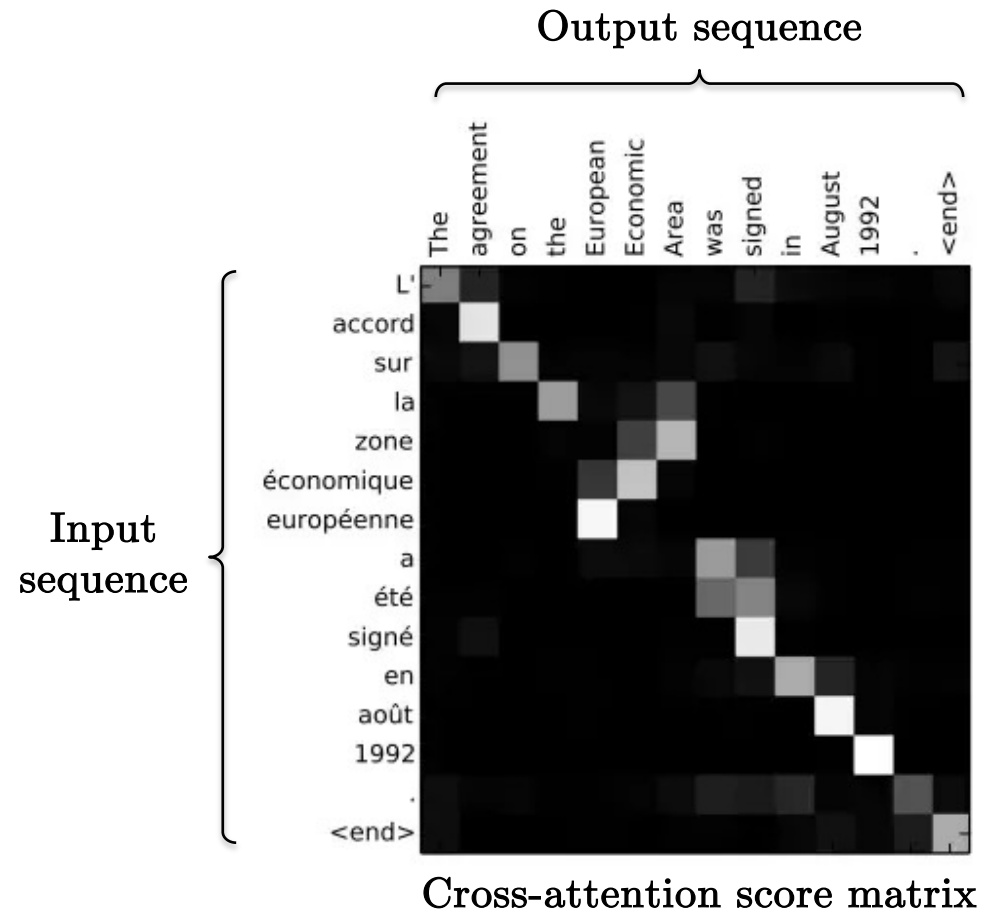 Output sequence
The
agreement
on
the
European
Economic
Area
was
signed
in
August
1992
.
<end>
Input
sequence
L'
accord
sur
la
zone
économique
européenne
a
été
signé
en
août
1992
.
<end>
Cross-attention score matrix